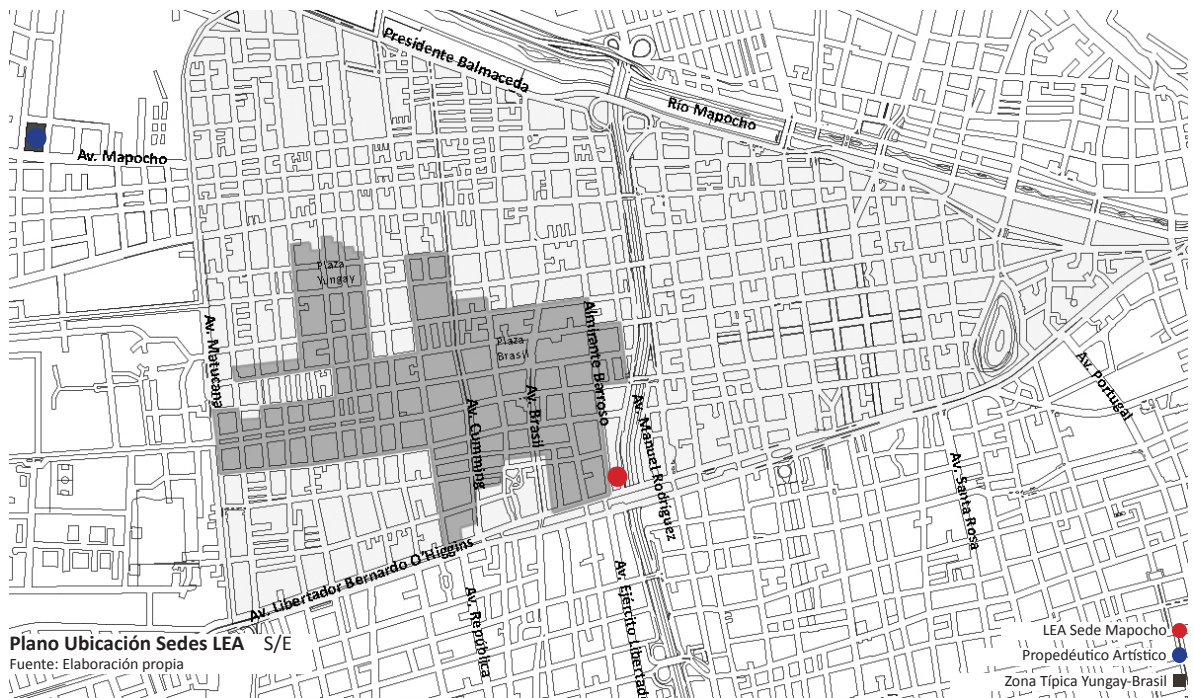 Presidente Balmaceda
Río Mapocho
Av. Mapocho
Plaza
Yungay
Av. Matucana
Plaza
Brasil
Almirante Barroso
Av. Portugal
Av. Cumming
Av. Brasil
Av. Manuel Rodríguez
Av. Santa Rosa
Av. Libertador Bernardo O'Higgins
Av. República
Av. Ejército Libertad
Plano Ubicación Sedes LEA S/E
Fuente: Elaboración propia
LEA Sede Mapocho
Propedéutico Artístico
Zona Típica Yungay-Brasil